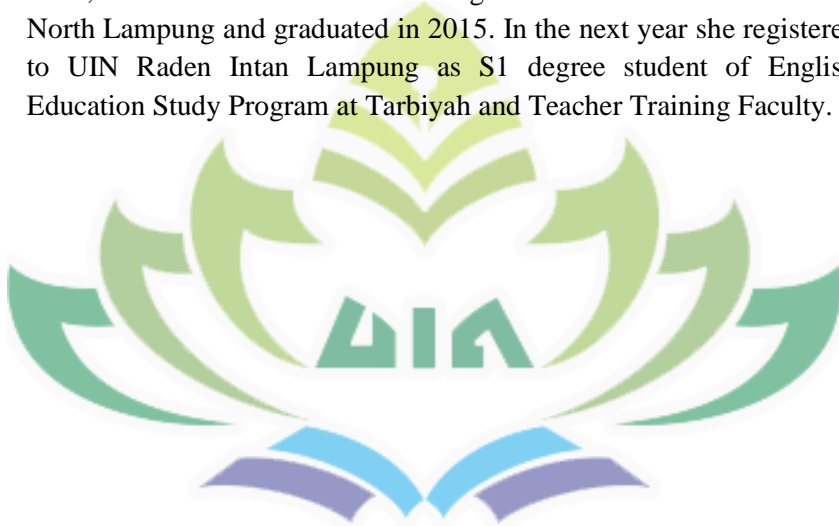 North Lampung and graduated in 2015. In the next year she registere
to UIN Raden Intan Lampung as S1 degree student of Englis
Education Study Program at Tarbiyah and Teacher Training Faculty.
UIN